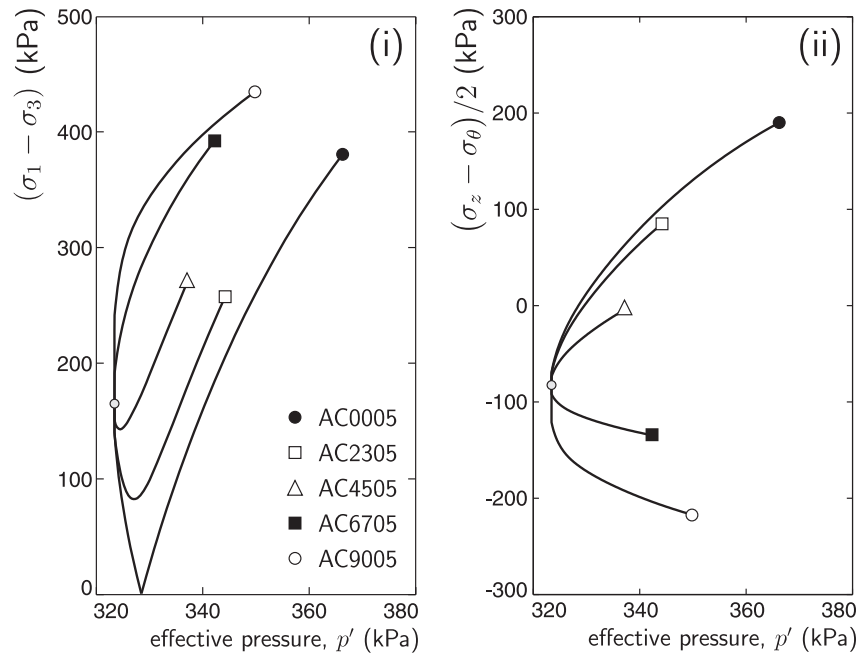 500
400
300
200
100
0
320
340
360
380
(σ₁ − σ₃) (kPa)
(i)
AC0005
AC2305
AC4505
AC6705
AC9005
effective pressure, p′ (kPa)
300
200
100
0
-100
-200
-300
320
340
360
380
(σ_z − σ_θ)/2 (kPa)
(ii)
effective pressure, p′ (kPa)